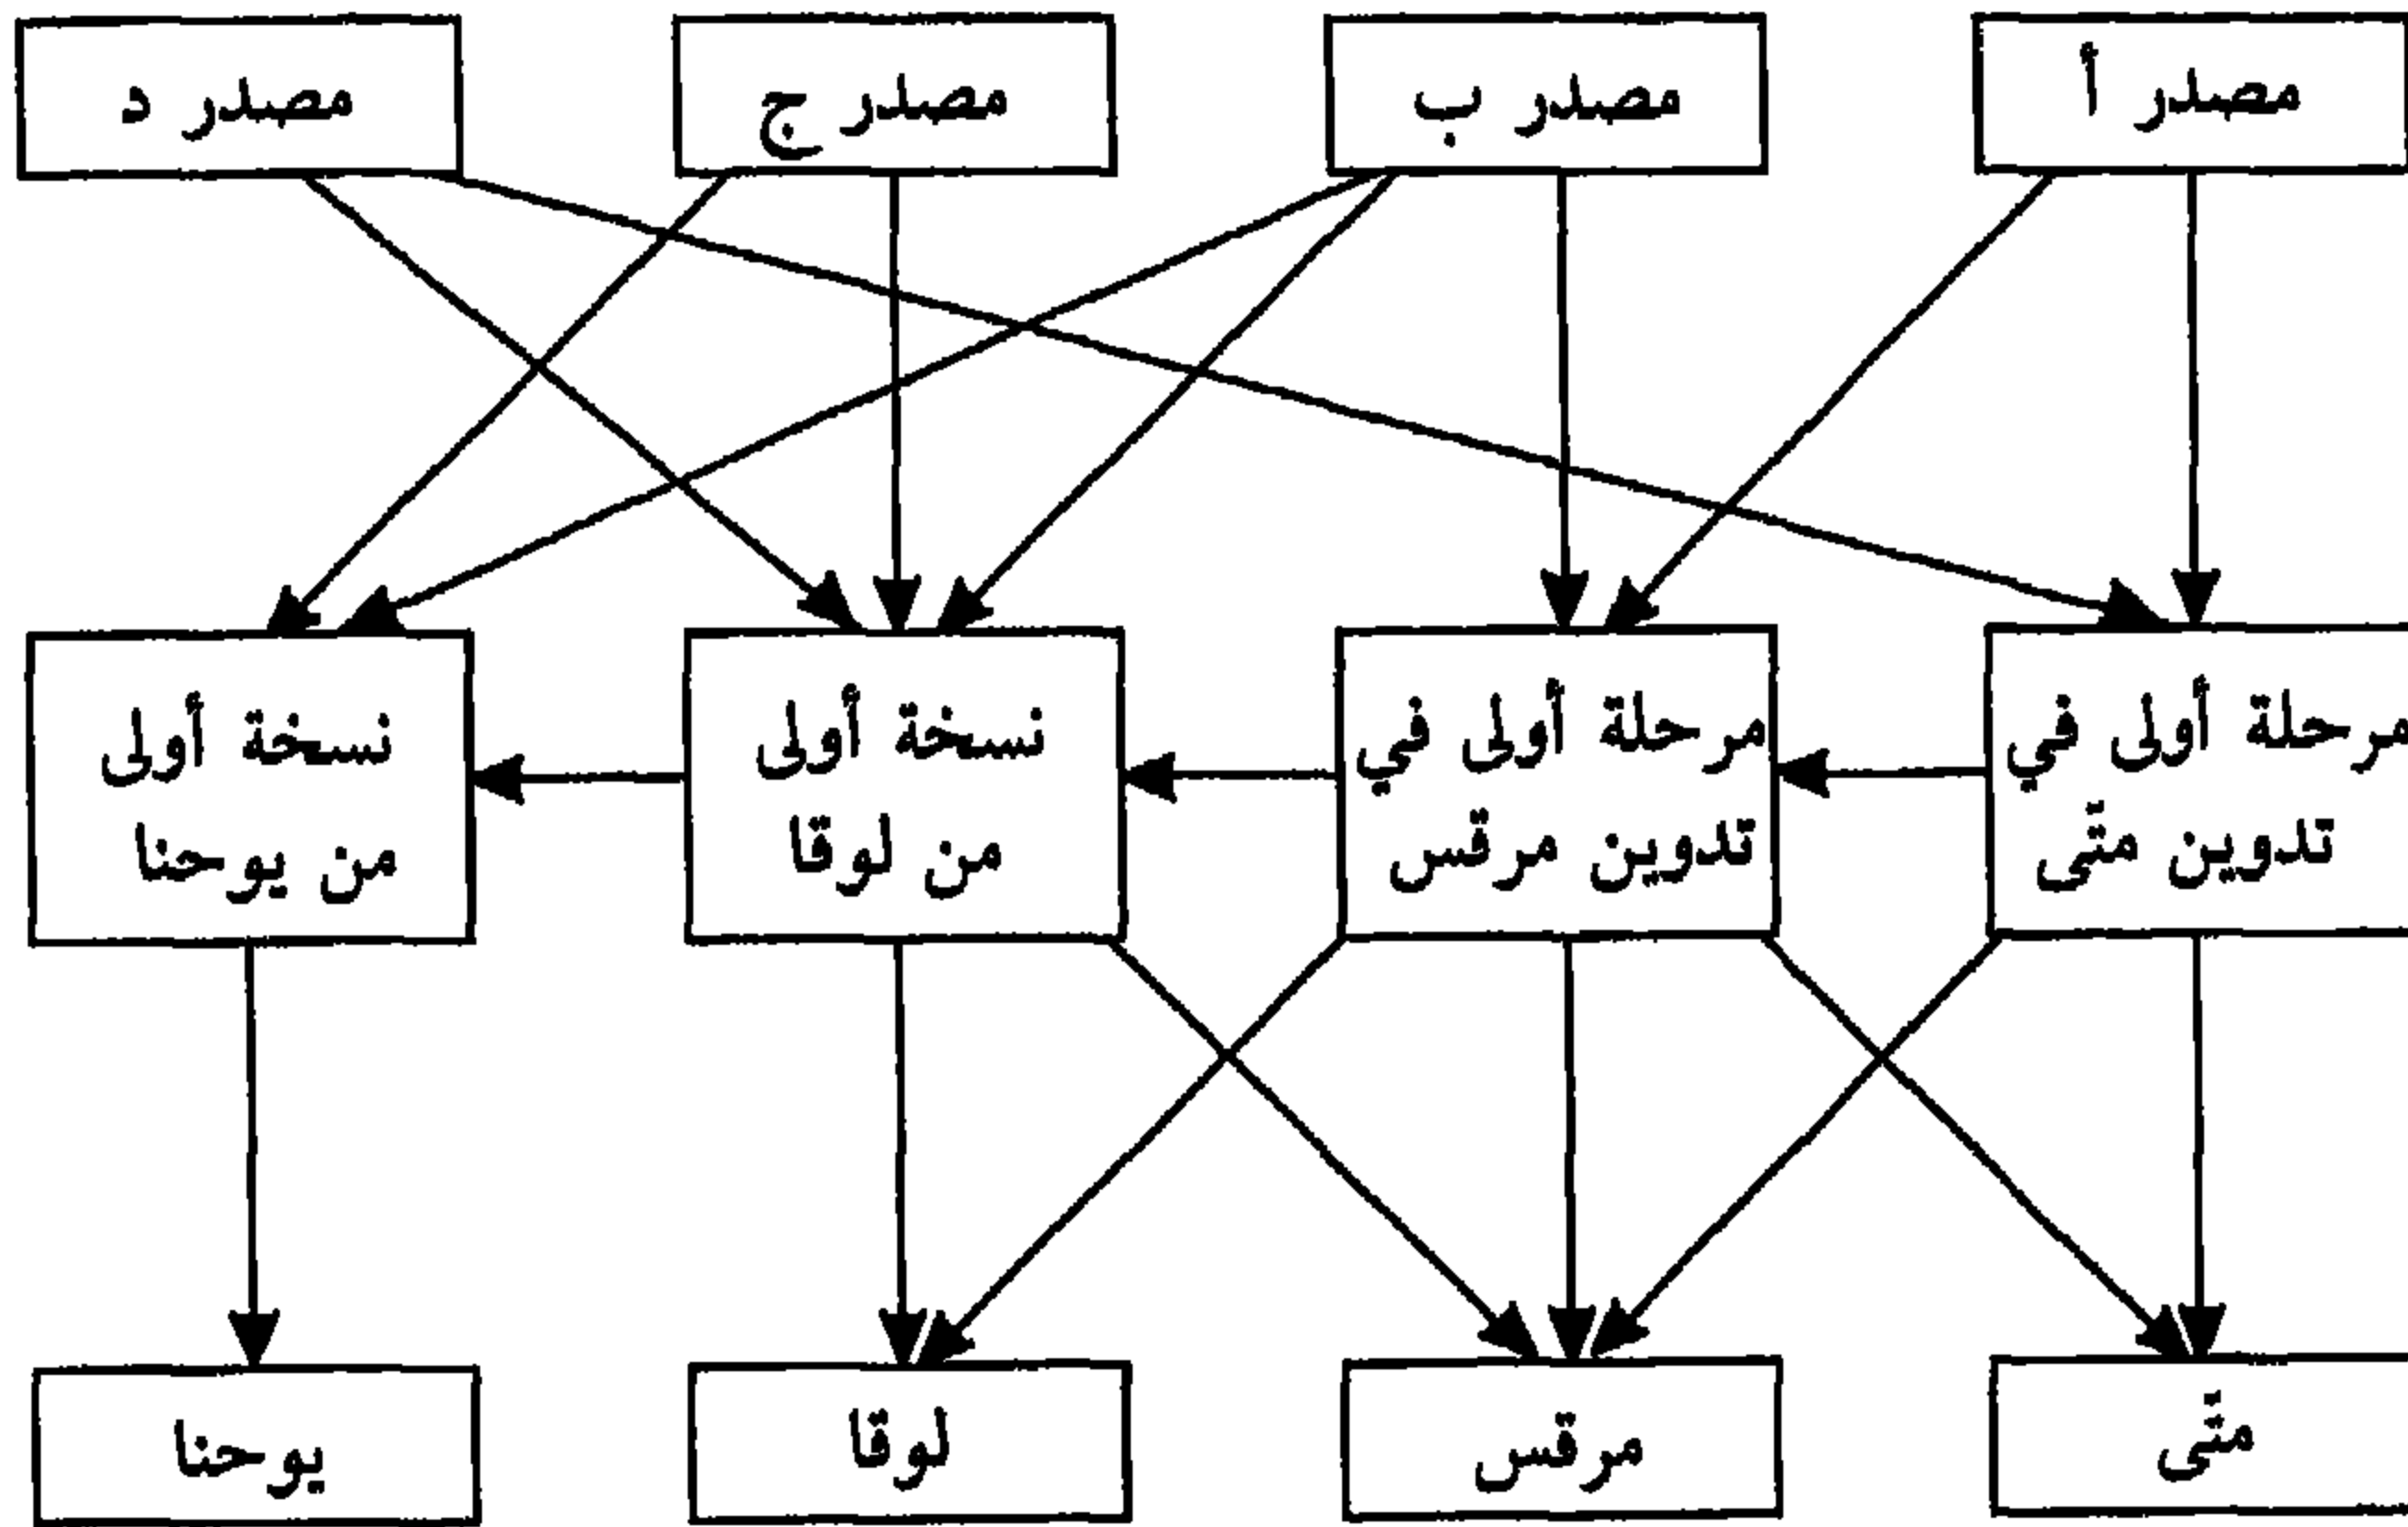 مصدر أ
مصدر ب
مصدر ج
مصدر د
مرحلة أولى في
تدوين متّى
مرحلة أولى في
تدوين مرقس
نسخة أولى
من لوقا
نسخة أولى
من يوحنا
متّى
مرقس
لوقا
يوحنا